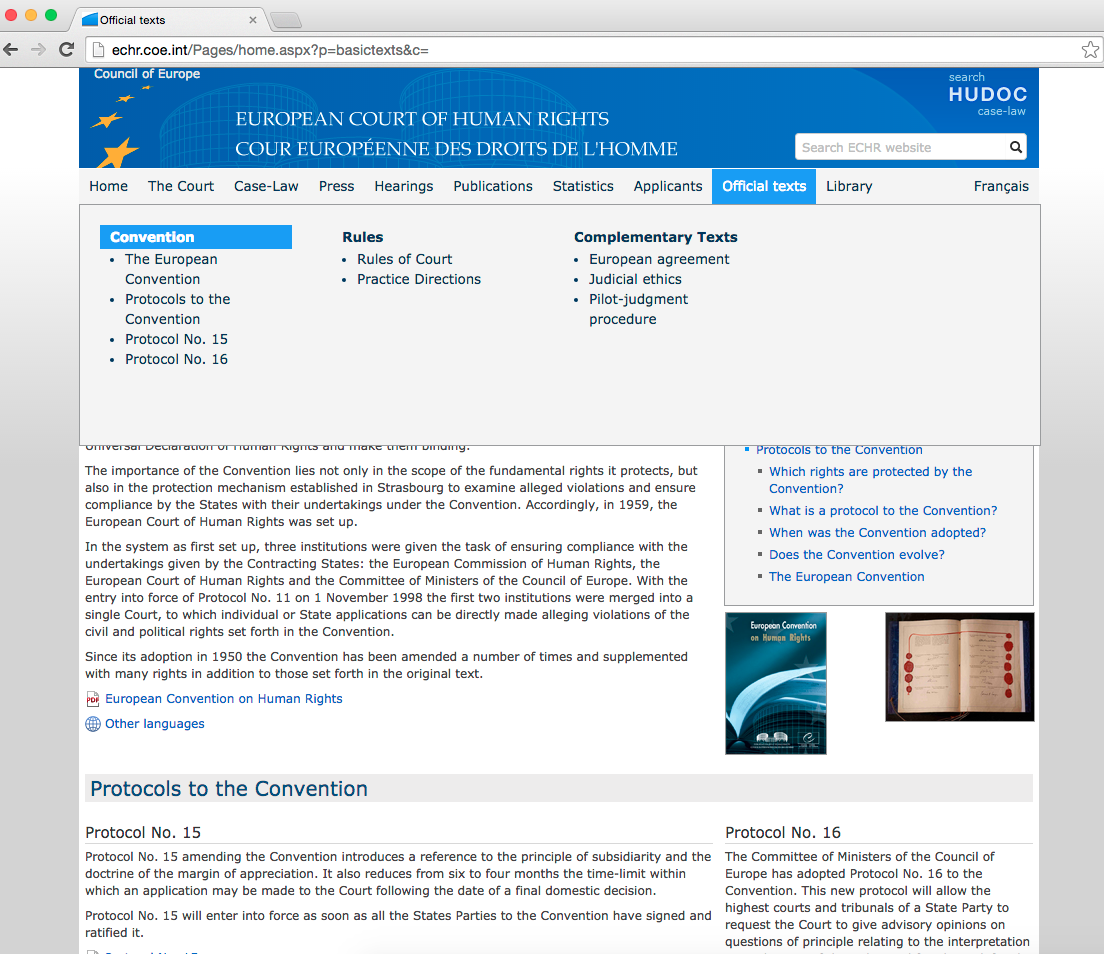 Official texts
echr.coe.int/Pages/home.aspx?p=basictexts&c=
Council of Europe
search
HUDOC
case-law
EUROPEAN COURT OF HUMAN RIGHTS
COUR EUROPÉENNE DES DROITS DE L'HOMME
Search ECHR website
Home The Court Case-Law Press Hearings Publications Statistics Applicants Official texts Library Français
Convention
• The European
Convention
• Protocols to the
Convention
• Protocol No. 15
• Protocol No. 16
Rules
• Rules of Court
• Practice Directions
Complementary Texts
• European agreement
• Judicial ethics
• Pilot-judgment
procedure
Universal Declaration of Human Rights and make them binding.
The importance of the Convention lies not only in the scope of the fundamental rights it protects, but
also in the protection mechanism established in Strasbourg to examine alleged violations and ensure
compliance by the States with their undertakings under the Convention. Accordingly, in 1959, the
European Court of Human Rights was set up.
In the system as first set up, three institutions were given the task of ensuring compliance with the
undertakings given by the Contracting States: the European Commission of Human Rights, the
European Court of Human Rights and the Committee of Ministers of the Council of Europe. With the
entry into force of Protocol No. 11 on 1 November 1998 the first two institutions were merged into a
single Court, to which individual or State applications can be directly made alleging violations of the
civil and political rights set forth in the Convention.
Since its adoption in 1950 the Convention has been amended a number of times and supplemented
with many rights in addition to those set forth in the original text.
PDF European Convention on Human Rights
Other languages
Protocols to the Convention
Which rights are protected by the
Convention?
What is a protocol to the Convention?
When was the Convention adopted?
Does the Convention evolve?
The European Convention
European Convention
on Human Rights
Protocols to the Convention
Protocol No. 15
Protocol No. 15 amending the Convention introduces a reference to the principle of subsidiarity and the
doctrine of the margin of appreciation. It also reduces from six to four months the time-limit within
which an application may be made to the Court following the date of a final domestic decision.
Protocol No. 15 will enter into force as soon as all the States Parties to the Convention have signed and
ratified it.
Protocol No. 16
The Committee of Ministers of the Council of
Europe has adopted Protocol No. 16 to the
Convention. This new protocol will allow the
highest courts and tribunals of a State Party to
request the Court to give advisory opinions on
questions of principle relating to the interpretation